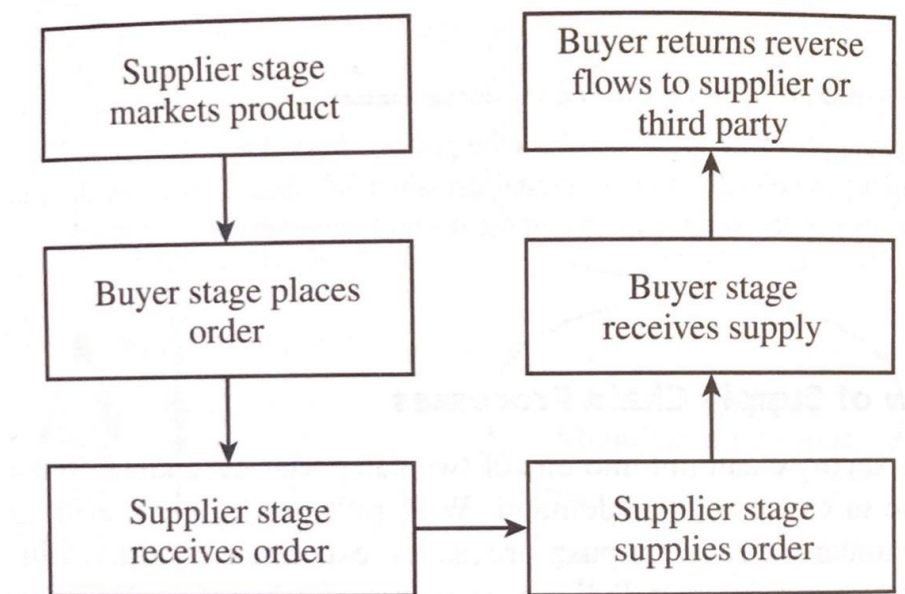 Supplier stage
markets product
Buyer stage places
order
Supplier stage
receives order
Supplier stage
supplies order
Buyer stage
receives supply
Buyer returns reverse
flows to supplier or
third party